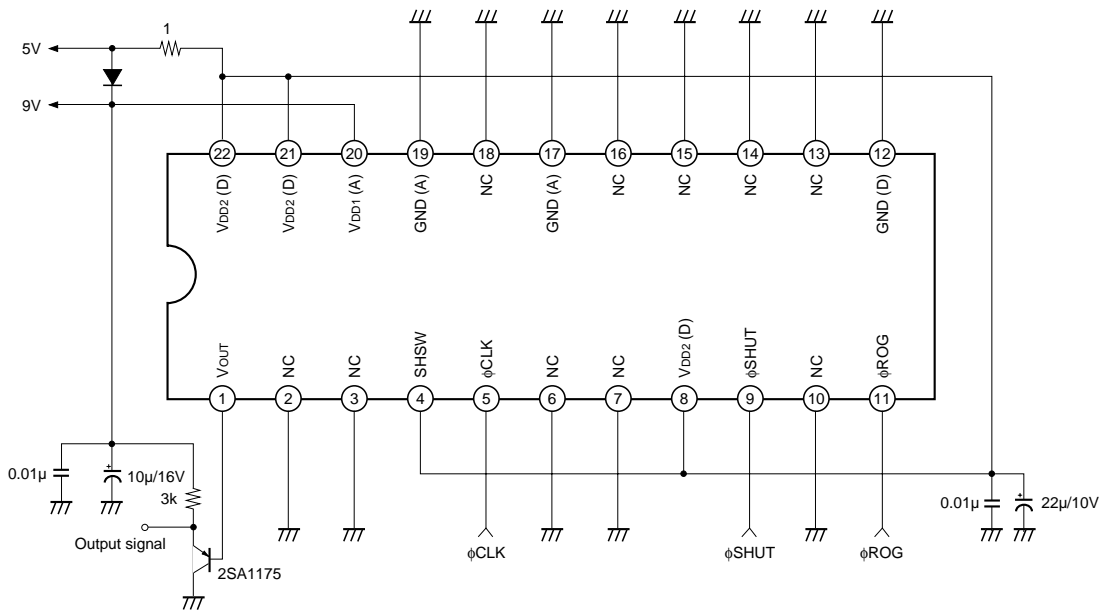 1
5V
9V
22 21 20 19 18 17 16 15 14 13 12
VDD2 (D) VDD2 (D) VDD1 (A) GND (A) NC GND (A) NC NC NC NC GND (D)
VOUT NC NC SHSW ϕCLK NC NC VDD2 (D) ϕSHUT NC ϕROG
1 2 3 4 5 6 7 8 9 10 11
0.01µ
+
10µ/16V
3k
Output signal
2SA1175
ϕCLK
ϕSHUT
ϕROG
0.01µ
+
22µ/10V